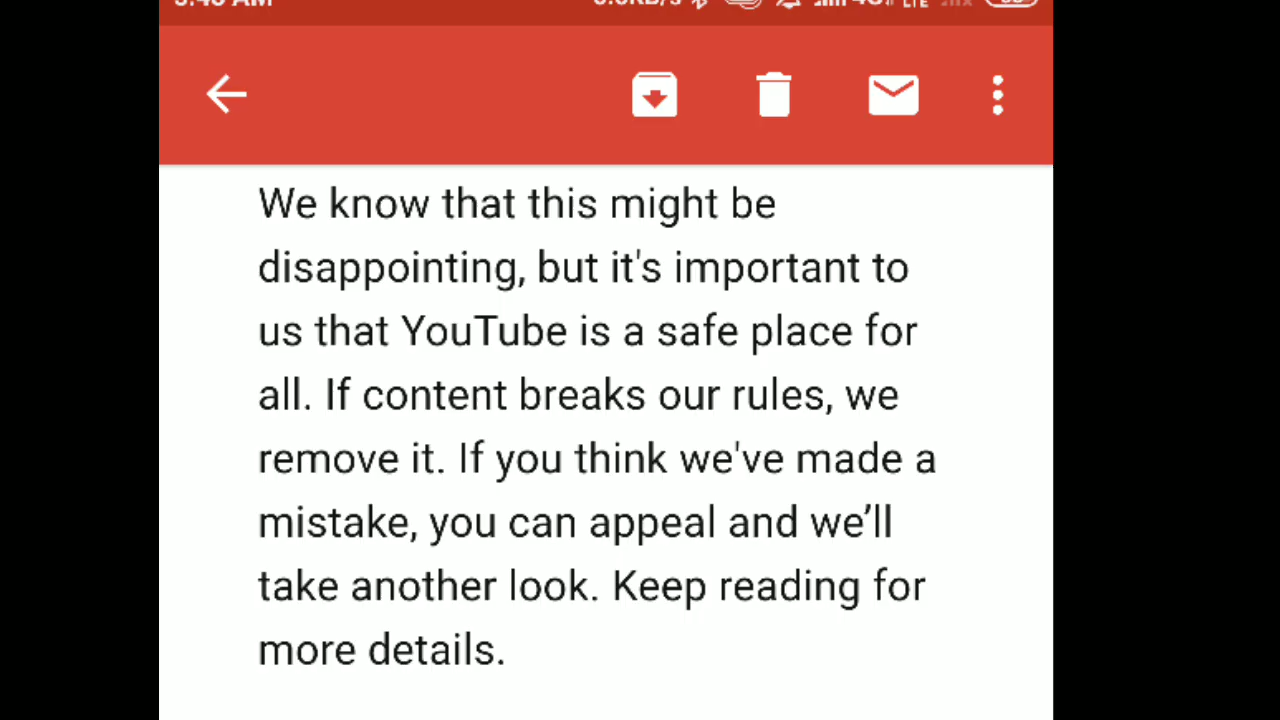 We know that this might be
disappointing, but it's important to
us that YouTube is a safe place for
all. If content breaks our rules, we
remove it. If you think we've made a
mistake, you can appeal and we’ll
take another look. Keep reading for
more details.